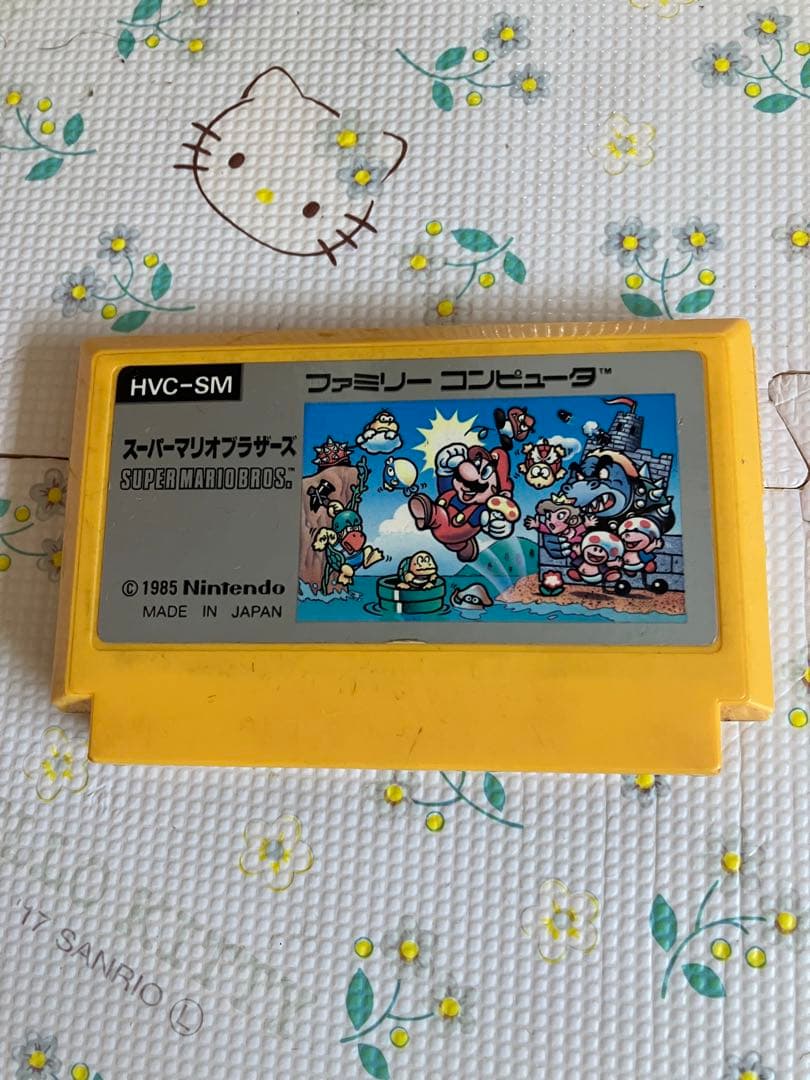 HVC-SM
ファミリー コンピュータ™
スーパーマリオブラザーズ
SUPER MARIO BROS.™
© 1985 Nintendo
MADE IN JAPAN
HELLO KITTY
'17 SANRIO Ⓛ